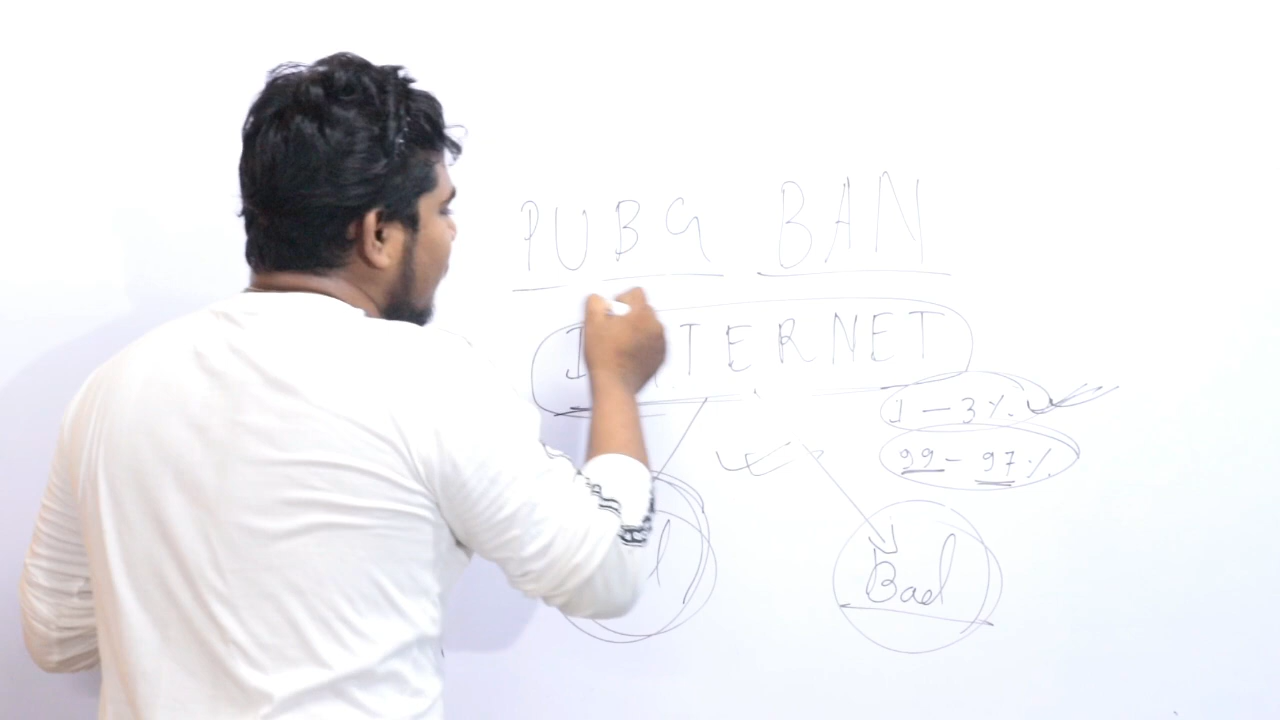 PUBG BAN
INTERNET
1 - 3 %.
99 - 97 %.
Bad